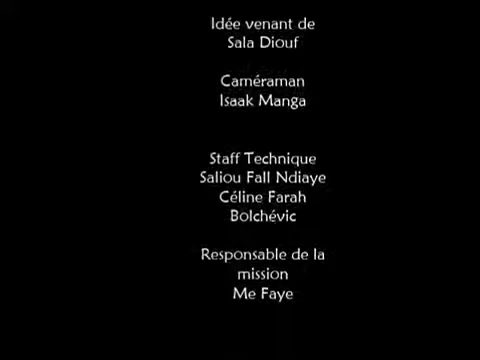 Idée venant de
Sala Diouf
Caméraman
Isaak Manga
Staff Technique
Saliou Fall Ndiaye
Céline Farah
Bolchévic
Responsable de la
mission
Me Faye